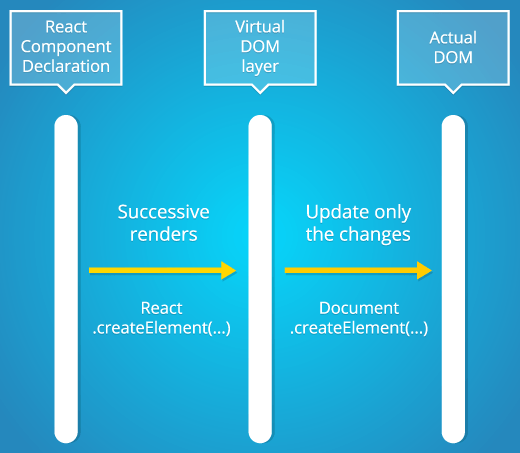 React
Component
Declaration
Virtual
DOM
layer
Actual
DOM
Successive
renders
Update only
the changes
React
.createElement(...)
Document
.createElement(...)